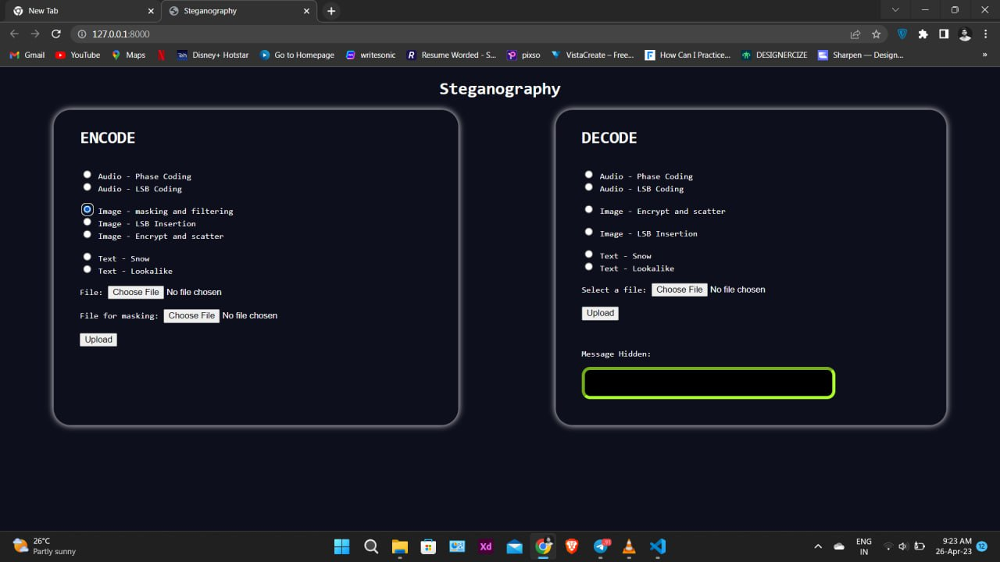 New Tab
Steganography
127.0.0.1:8000
Gmail YouTube Maps Disney+ Hotstar Go to Homepage writesonic Resume Worded - S... pixso VistaCreate – Free... How Can I Practice... DESIGNERCIZE Sharpen — Design... »
Steganography
ENCODE
Audio - Phase Coding
Audio - LSB Coding
Image - masking and filtering
Image - LSB Insertion
Image - Encrypt and scatter
Text - Snow
Text - Lookalike
File: Choose File No file chosen
File for masking: Choose File No file chosen
Upload
DECODE
Audio - Phase Coding
Audio - LSB Coding
Image - Encrypt and scatter
Image - LSB Insertion
Text - Snow
Text - Lookalike
Select a file: Choose File No file chosen
Upload
Message Hidden:
26°C
Partly sunny
Xd
91
ENG
IN
9:23 AM
26-Apr-23
12